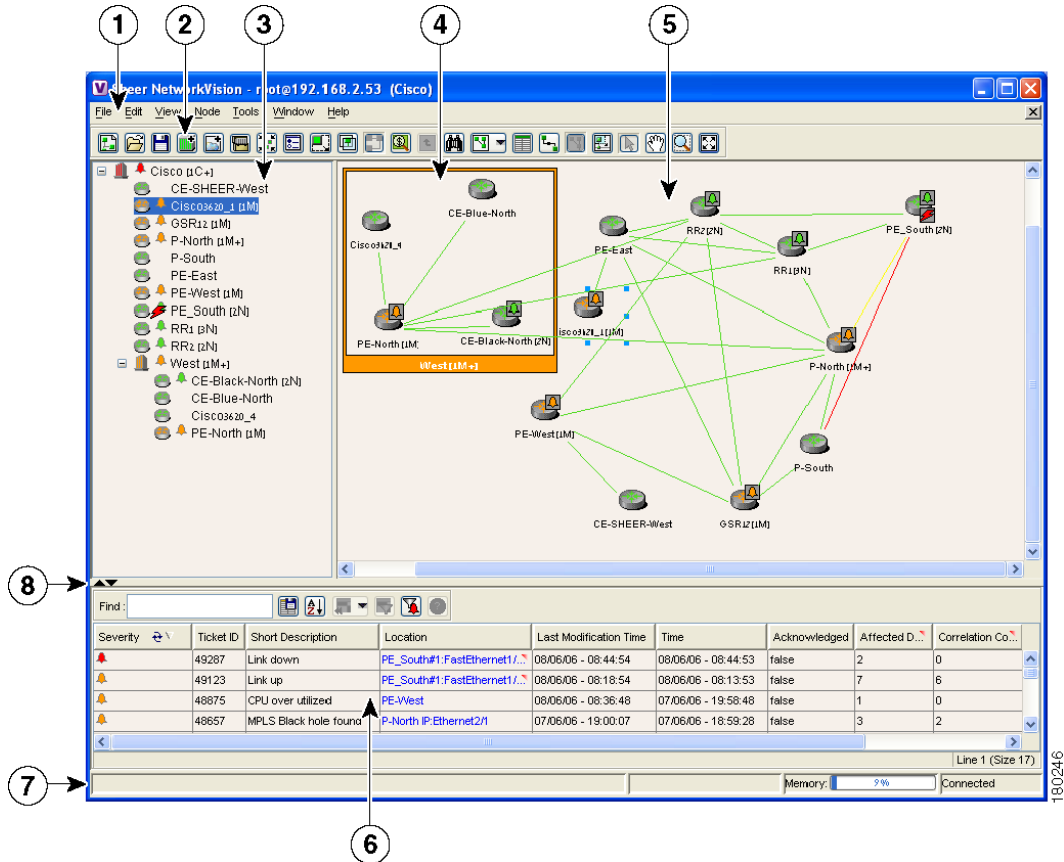 1 2 3 4 5
Sheer NetworkVision - root@192.168.2.53 (Cisco)
File Edit View Node Tools Window Help
Cisco [1C+]
CE-SHEER-West
Cisco3620_1 [1M]
GSR12 [1M]
P-North [1M+]
P-South
PE-East
PE-West [1M]
PE_South [2N]
RR1 [3N]
RR2 [2N]
West [1M+]
CE-Black-North [2N]
CE-Blue-North
Cisco3620_4
PE-North [1M]
CE-Blue-North
Cisco3620_4
PE-North [1M]
CE-Black-North [2N]
West [1M+]
PE-East
RR2 [2N]
PE_South [2N]
RR1 [3N]
isco3620_1 [1M]
P-North [1M+]
PE-West [1M]
P-South
CE-SHEER-West
GSR12 [1M]
8
Find :
Severity Ticket ID Short Description Location Last Modification Time Time Acknowledged Affected D... Correlation Co...
49287 Link down PE_South#1:FastEthernet1/... 08/06/06 - 08:44:54 08/06/06 - 08:44:53 false 2 0
49123 Link up PE_South#1:FastEthernet1/... 08/06/06 - 08:18:54 08/06/06 - 08:13:53 false 7 6
48875 CPU over utilized PE-West 08/06/06 - 08:36:48 07/06/06 - 19:58:48 false 1 0
48657 MPLS Black hole found P-North IP:Ethernet2/1 07/06/06 - 19:00:07 07/06/06 - 18:59:28 false 3 2
Line 1 (Size 17)
7
Memory: 9% Connected
6
180246